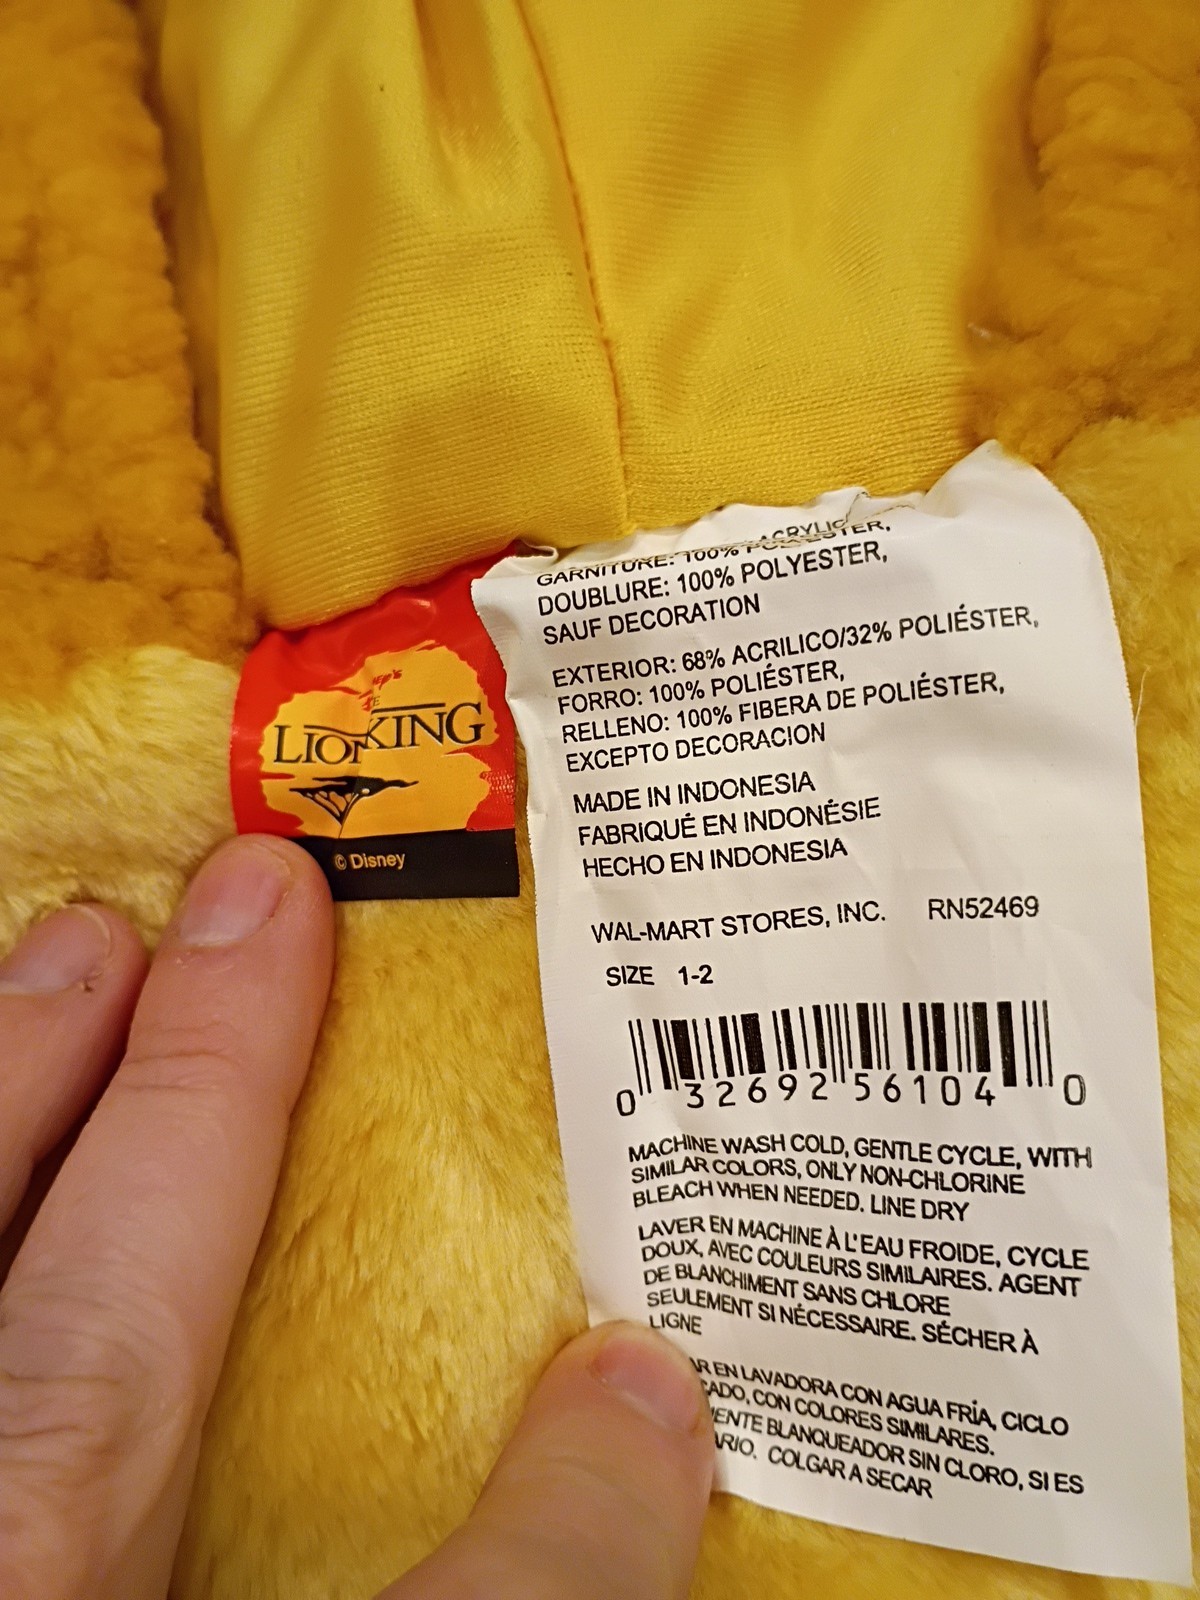 LION KING
© Disney
ACRYLIC
GARNITURE: 100% POLYESTER,
DOUBLURE: 100% POLYESTER,
SAUF DECORATION
EXTERIOR: 68% ACRILICO/32% POLIÉSTER,
FORRO: 100% POLIÉSTER,
RELLENO: 100% FIBERA DE POLIÉSTER,
EXCEPTO DECORACION
MADE IN INDONESIA
FABRIQUÉ EN INDONÉSIE
HECHO EN INDONESIA
WAL-MART STORES, INC. RN52469
SIZE 1-2
0 32692 56104 0
MACHINE WASH COLD, GENTLE CYCLE, WITH
SIMILAR COLORS, ONLY NON-CHLORINE
BLEACH WHEN NEEDED. LINE DRY
LAVER EN MACHINE À L'EAU FROIDE, CYCLE
DOUX, AVEC COULEURS SIMILAIRES. AGENT
DE BLANCHIMENT SANS CHLORE
SEULEMENT SI NÉCESSAIRE. SÉCHER À
LIGNE
EN LAVADORA CON AGUA FRÍA, CICLO
CON COLORES SIMILARES.
BLANQUEADOR SIN CLORO, SI ES
COLGAR A SECAR